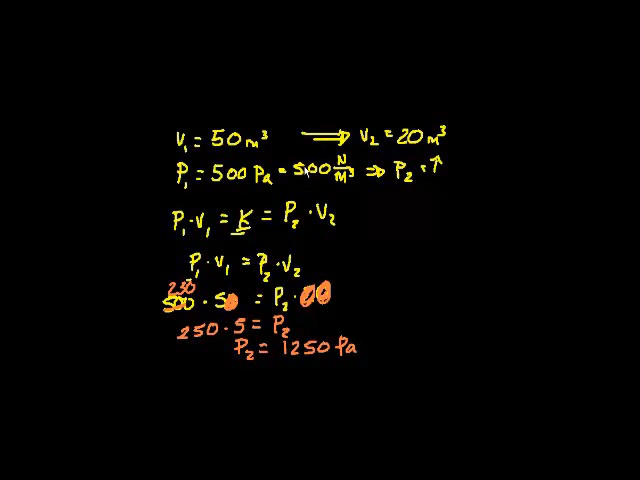 V₁ = 50 m³ ⟹ V₂ = 20 m³
P₁ = 500 Pa = 500 N/M³ ⇒ P₂ = ↑
P₁ · V₁ = K = P₂ · V₂
P₁ · V₁ = P₂ · V₂
250
500 · 50 = P₂ ·
250 · 5 = P₂
P₂ = 1250 Pa